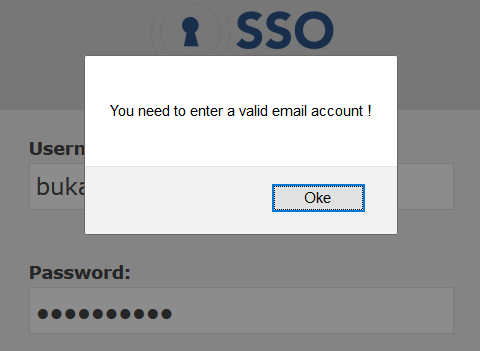 SSO
You need to enter a valid email account !
Oke
Password: